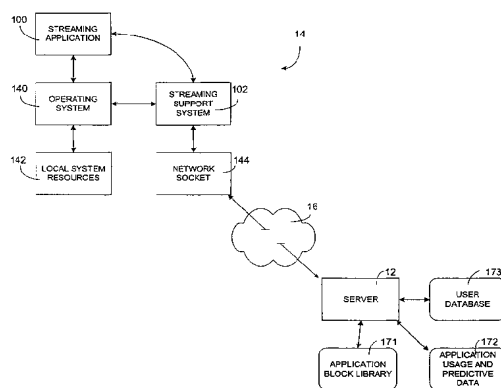 100
STREAMING
APPLICATION
14
140
OPERATING
SYSTEM
STREAMING
SUPPORT
SYSTEM
102
142
LOCAL SYSTEM
RESOURCES
NETWORK
SOCKET
144
16
12
SERVER
173
USER
DATABASE
171
APPLICATION
BLOCK LIBRARY
172
APPLICATION
USAGE AND
PREDICTIVE
DATA